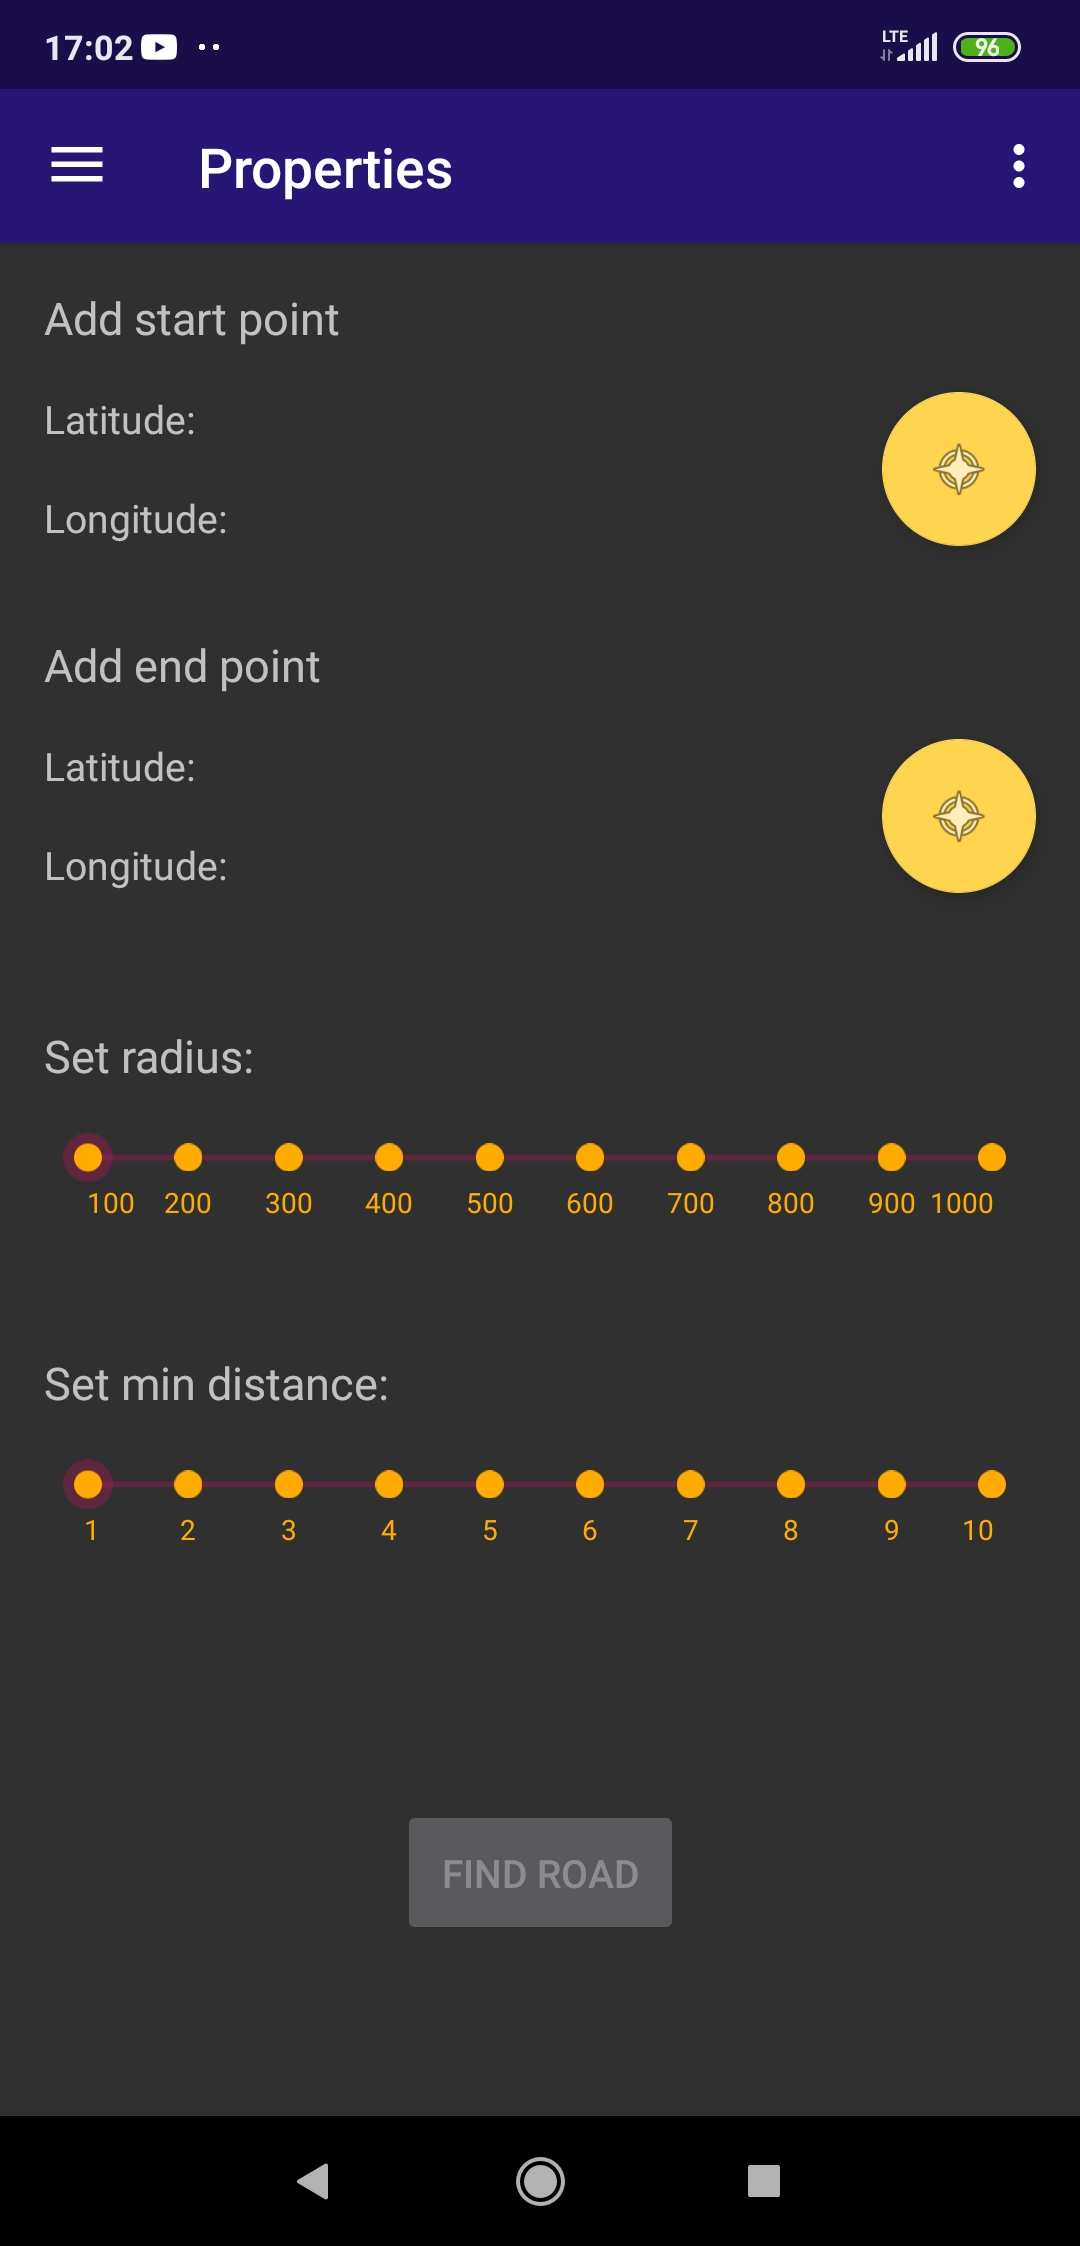 17:02 LTE 96
Properties
Add start point
Latitude:
Longitude:
Add end point
Latitude:
Longitude:
Set radius:
100 200 300 400 500 600 700 800 900 1000
Set min distance:
1 2 3 4 5 6 7 8 9 10
FIND ROAD